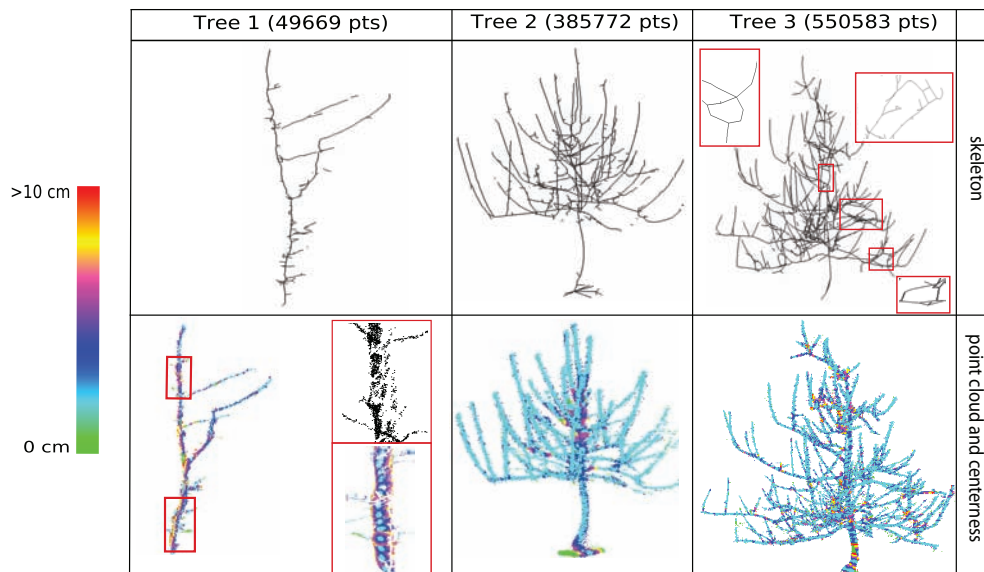 Tree 1 (49669 pts)
Tree 2 (385772 pts)
Tree 3 (550583 pts)
skeleton
>10 cm
0 cm
point cloud and centerness